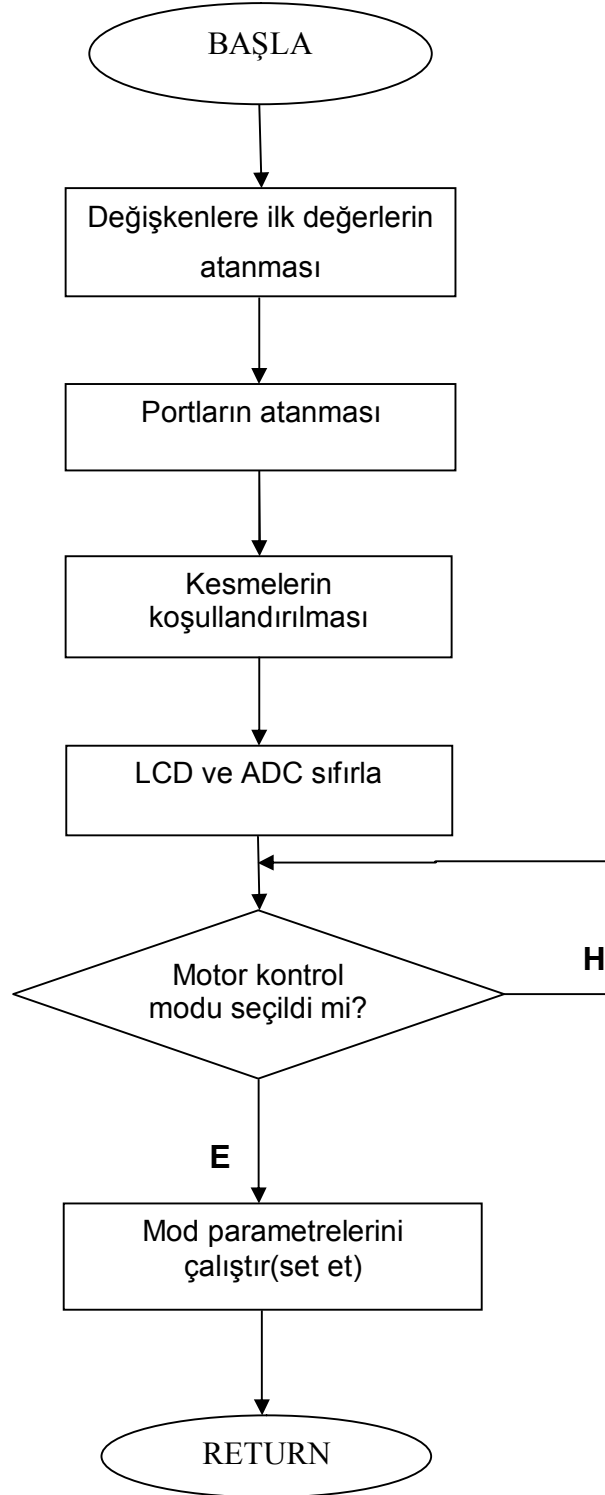 BAŞLA
Değişkenlere ilk değerlerin
atanması
Portların atanması
Kesmelerin
koşullandırılması
LCD ve ADC sıfırla
Motor kontrol
modu seçildi mi?
H
E
Mod parametrelerini
çalıştır(set et)
RETURN